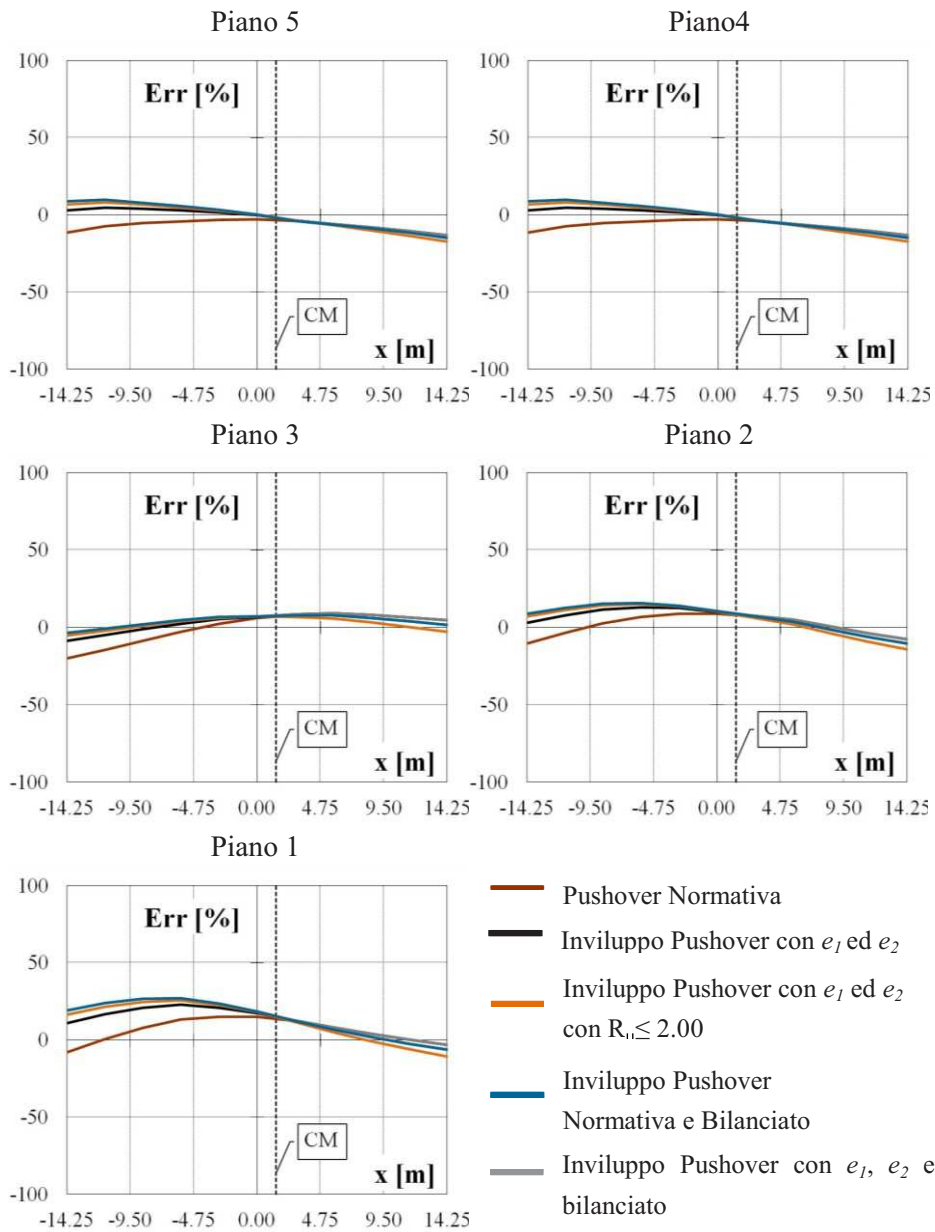 Piano 5
Piano4
100
Err [%]
50
0
-50
CM
x [m]
-100
-14.25 -9.50 -4.75 0.00 4.75 9.50 14.25
100
Err [%]
50
0
-50
CM
x [m]
-100
-14.25 -9.50 -4.75 0.00 4.75 9.50 14.25
Piano 3
Piano 2
100
Err [%]
50
0
-50
CM
x [m]
-100
-14.25 -9.50 -4.75 0.00 4.75 9.50 14.25
100
Err [%]
50
0
-50
CM
x [m]
-100
-14.25 -9.50 -4.75 0.00 4.75 9.50 14.25
Piano 1
100
Err [%]
50
0
-50
CM
x [m]
-100
-14.25 -9.50 -4.75 0.00 4.75 9.50 14.25
Pushover Normativa
Inviluppo Pushover con e1 ed e2
Inviluppo Pushover con e1 ed e2
con Rμ≤ 2.00
Inviluppo Pushover
Normativa e Bilanciato
Inviluppo Pushover con e1, e2 e
bilanciato